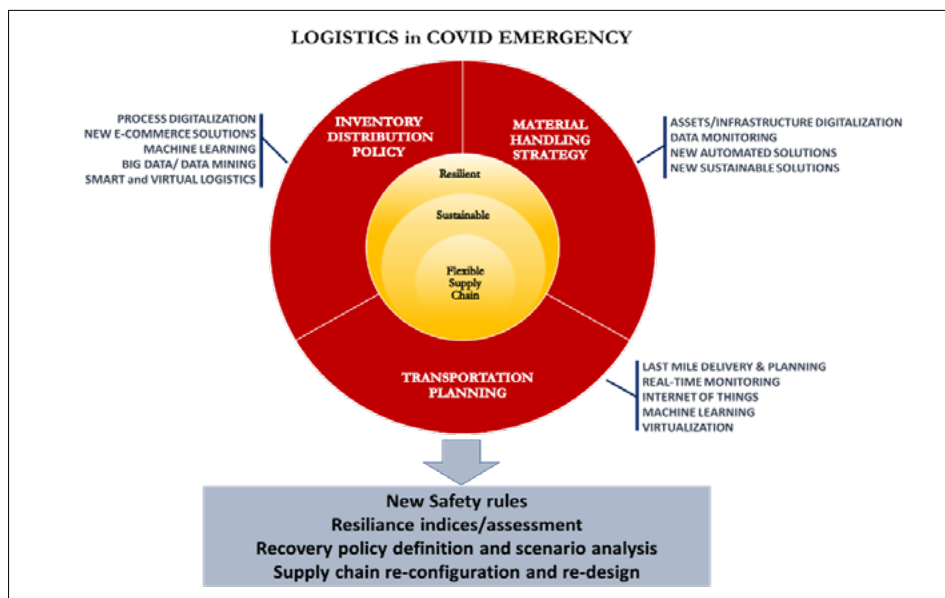 LOGISTICS in COVID EMERGENCY
PROCESS DIGITALIZATION
NEW E-COMMERCE SOLUTIONS
MACHINE LEARNING
BIG DATA/ DATA MINING
SMART and VIRTUAL LOGISTICS
INVENTORY
DISTRIBUTION
POLICY
MATERIAL
HANDLING
STRATEGY
ASSETS/INFRASTRUCTURE DIGITALIZATION
DATA MONITORING
NEW AUTOMATED SOLUTIONS
NEW SUSTAINABLE SOLUTIONS
Resilient
Sustainable
Flexible
Supply
Chain
TRANSPORTATION
PLANNING
LAST MILE DELIVERY & PLANNING
REAL-TIME MONITORING
INTERNET OF THINGS
MACHINE LEARNING
VIRTUALIZATION
New Safety rules
Resiliance indices/assessment
Recovery policy definition and scenario analysis
Supply chain re-configuration and re-design